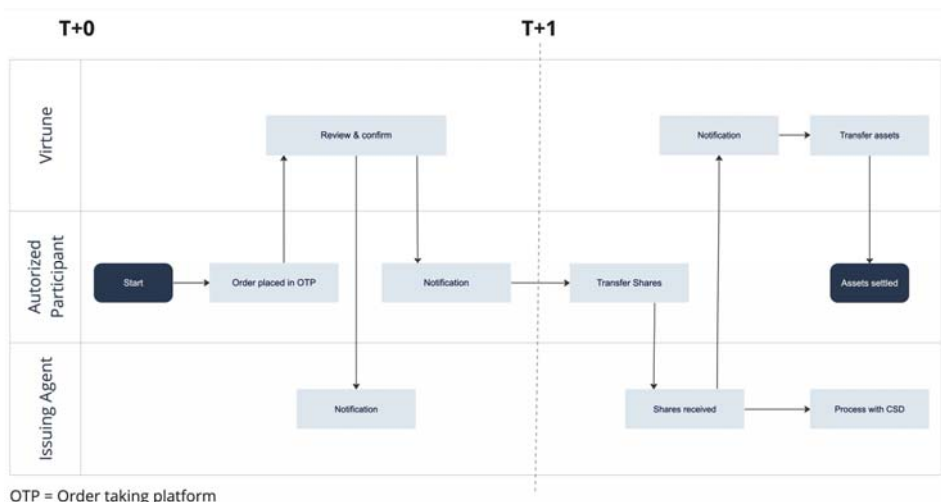 T+0
T+1
Virtune
Review & confirm
Notification
Transfer assets
Autorized
Participant
Start
Order placed in OTP
Notification
Transfer Shares
Assets settled
Issuing Agent
Notification
Shares received
Process with CSD
OTP = Order taking platform